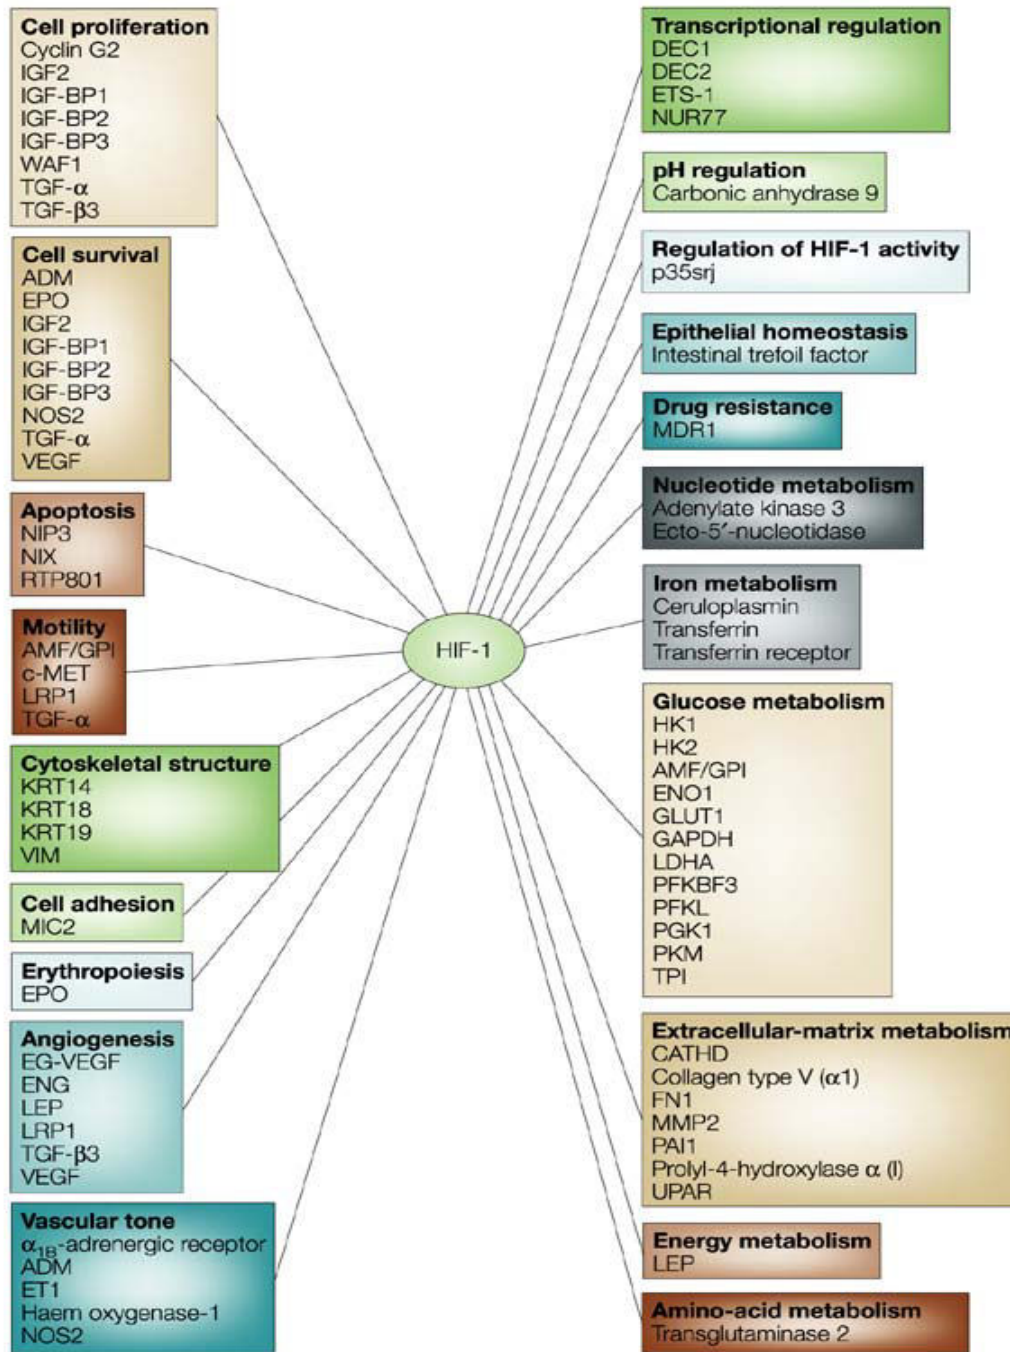 Cell proliferation
Cyclin G2
IGF2
IGF-BP1
IGF-BP2
IGF-BP3
WAF1
TGF-α
TGF-β3
Cell survival
ADM
EPO
IGF2
IGF-BP1
IGF-BP2
IGF-BP3
NOS2
TGF-α
VEGF
Apoptosis
NIP3
NIX
RTP801
Motility
AMF/GPI
c-MET
LRP1
TGF-α
Cytoskeletal structure
KRT14
KRT18
KRT19
VIM
Cell adhesion
MIC2
Erythropoiesis
EPO
Angiogenesis
EG-VEGF
ENG
LEP
LRP1
TGF-β3
VEGF
Vascular tone
α1B-adrenergic receptor
ADM
ET1
Haem oxygenase-1
NOS2
HIF-1
Transcriptional regulation
DEC1
DEC2
ETS-1
NUR77
pH regulation
Carbonic anhydrase 9
Regulation of HIF-1 activity
p35srj
Epithelial homeostasis
Intestinal trefoil factor
Drug resistance
MDR1
Nucleotide metabolism
Adenylate kinase 3
Ecto-5′-nucleotidase
Iron metabolism
Ceruloplasmin
Transferrin
Transferrin receptor
Glucose metabolism
HK1
HK2
AMF/GPI
ENO1
GLUT1
GAPDH
LDHA
PFKBF3
PFKL
PGK1
PKM
TPI
Extracellular-matrix metabolism
CATHD
Collagen type V (α1)
FN1
MMP2
PAI1
Prolyl-4-hydroxylase α (I)
UPAR
Energy metabolism
LEP
Amino-acid metabolism
Transglutaminase 2